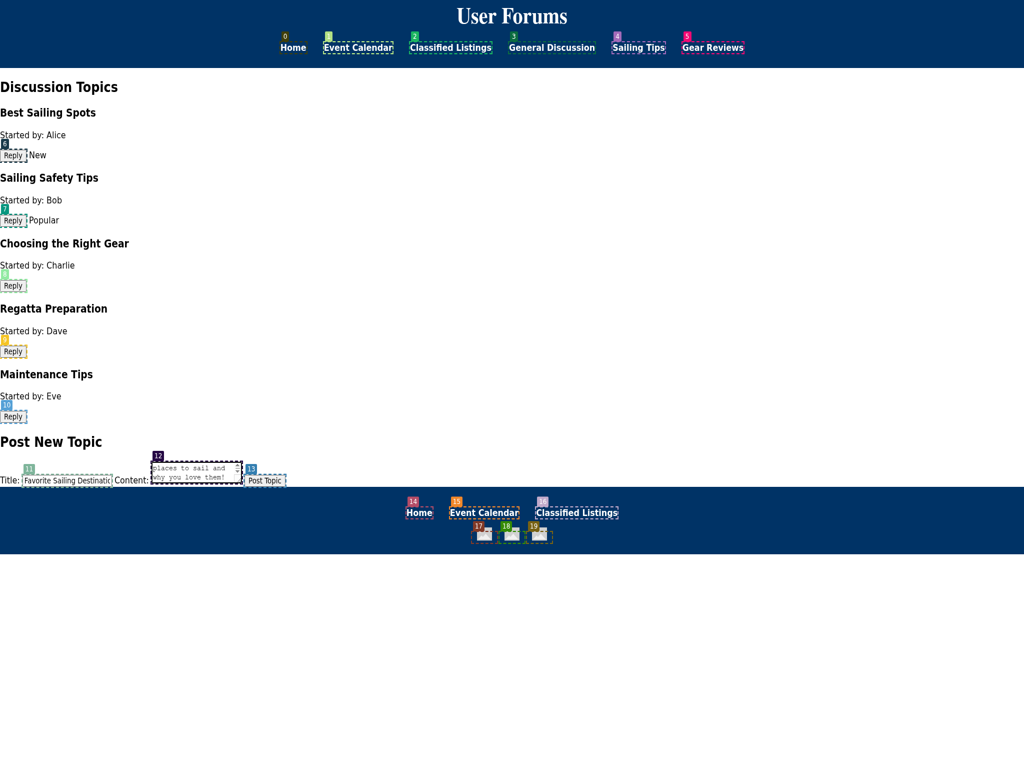 User Forums
0 1 2 3 4 5
Home Event Calendar Classified Listings General Discussion Sailing Tips Gear Reviews
Discussion Topics
Best Sailing Spots
Started by: Alice
6
Reply New
Sailing Safety Tips
Started by: Bob
7
Reply Popular
Choosing the Right Gear
Started by: Charlie
8
Reply
Regatta Preparation
Started by: Dave
9
Reply
Maintenance Tips
Started by: Eve
10
Reply
Post New Topic
11 12 13
places to sail and
Title: Favorite Sailing Destinatic Content: why you love them! Post Topic
14 15 16
Home Event Calendar Classified Listings
17 18 19